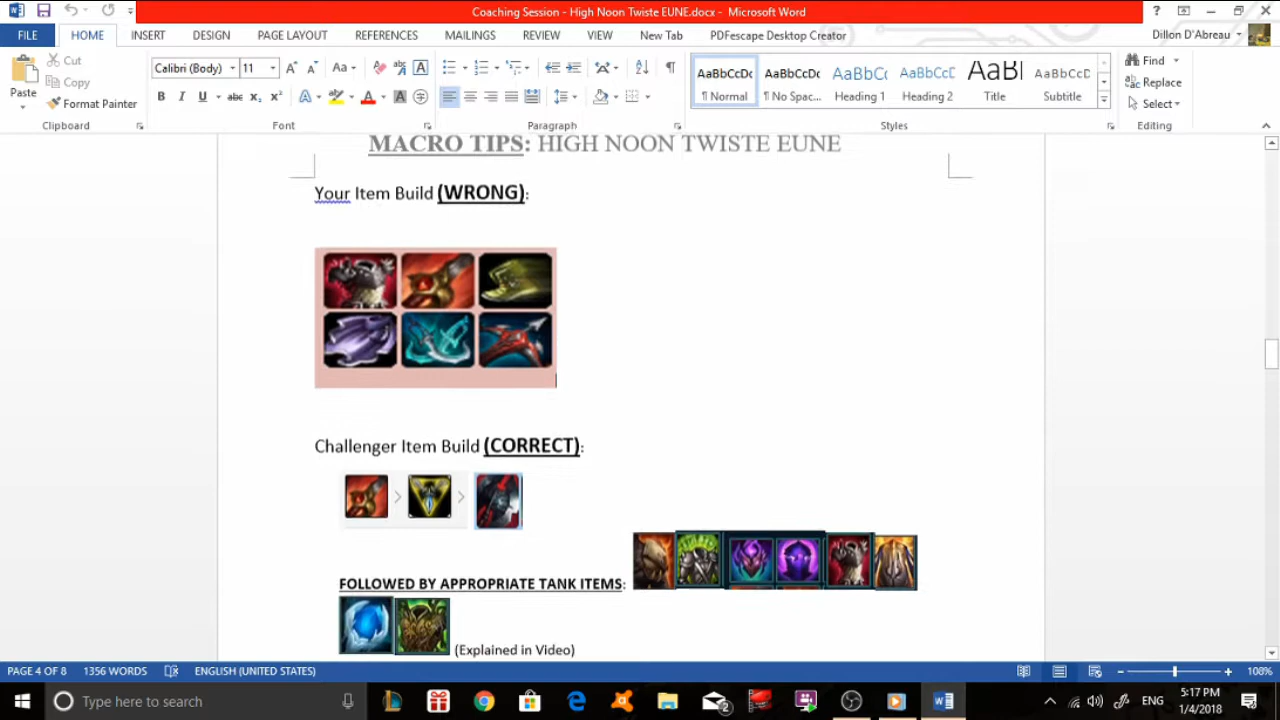 Coaching Session - High Noon Twiste EUNE.docx - Microsoft Word
FILE HOME INSERT DESIGN PAGE LAYOUT REFERENCES MAILINGS REVIEW VIEW New Tab PDFescape Desktop Creator Dillon D'Abreau
Paste
Cut
Copy
Format Painter
Clipboard
Calibri (Body) 11
Font
Paragraph
AaBbCcDc AaBbCcDc AaBbCc AaBbCcD AaB AaBbCcDc
¶ Normal ¶ No Spac... Heading 1 Heading 2 Title Subtitle
Styles
Find
Replace
Select
Editing
MACRO TIPS: HIGH NOON TWISTE EUNE
Your Item Build (WRONG):
Challenger Item Build (CORRECT):
FOLLOWED BY APPROPRIATE TANK ITEMS:
(Explained in Video)
PAGE 4 OF 8 1356 WORDS ENGLISH (UNITED STATES) 108%
Type here to search
2
ENG
5:17 PM
1/4/2018